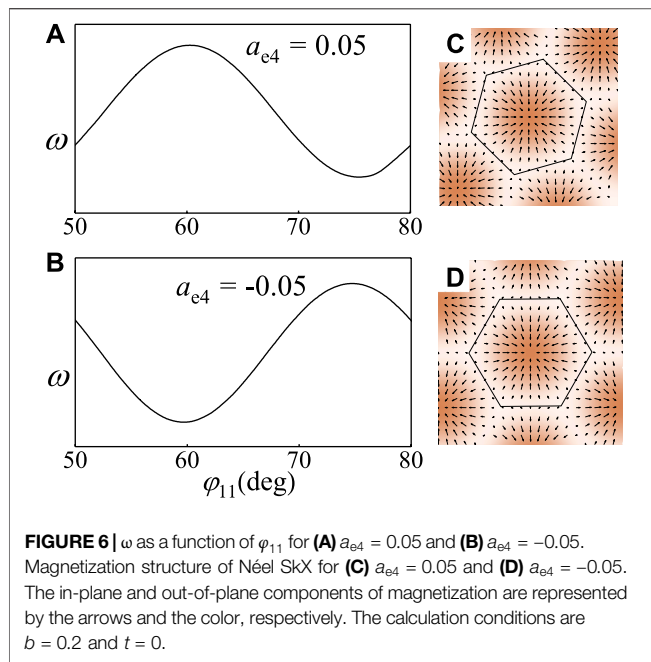 A
a_e4 = 0.05
ω
50 60 70 80
B
a_e4 = -0.05
ω
50 60 70 80
φ_11(deg)
C
D
FIGURE 6 | ω as a function of φ_11 for (A) a_e4 = 0.05 and (B) a_e4 = −0.05.
Magnetization structure of Néel SkX for (C) a_e4 = 0.05 and (D) a_e4 = −0.05.
The in-plane and out-of-plane components of magnetization are represented
by the arrows and the color, respectively. The calculation conditions are
b = 0.2 and t = 0.